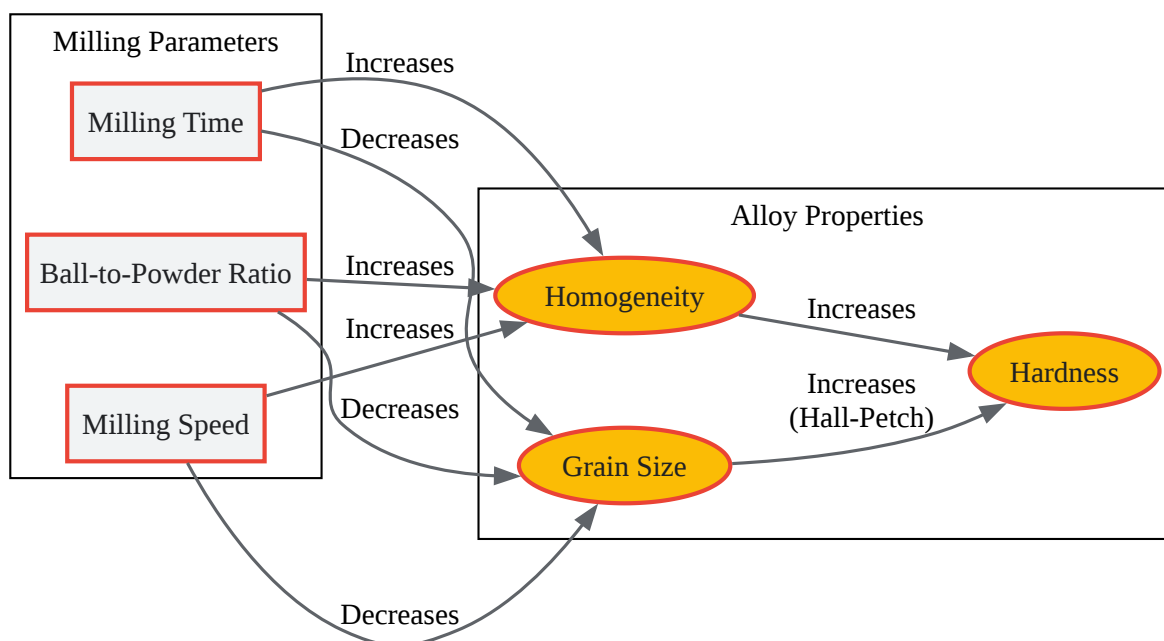 Milling Parameters
Milling Time
Ball-to-Powder Ratio
Milling Speed
Increases
Decreases
Increases
Increases
Decreases
Decreases
Alloy Properties
Homogeneity
Grain Size
Increases
Increases
(Hall-Petch)
Hardness